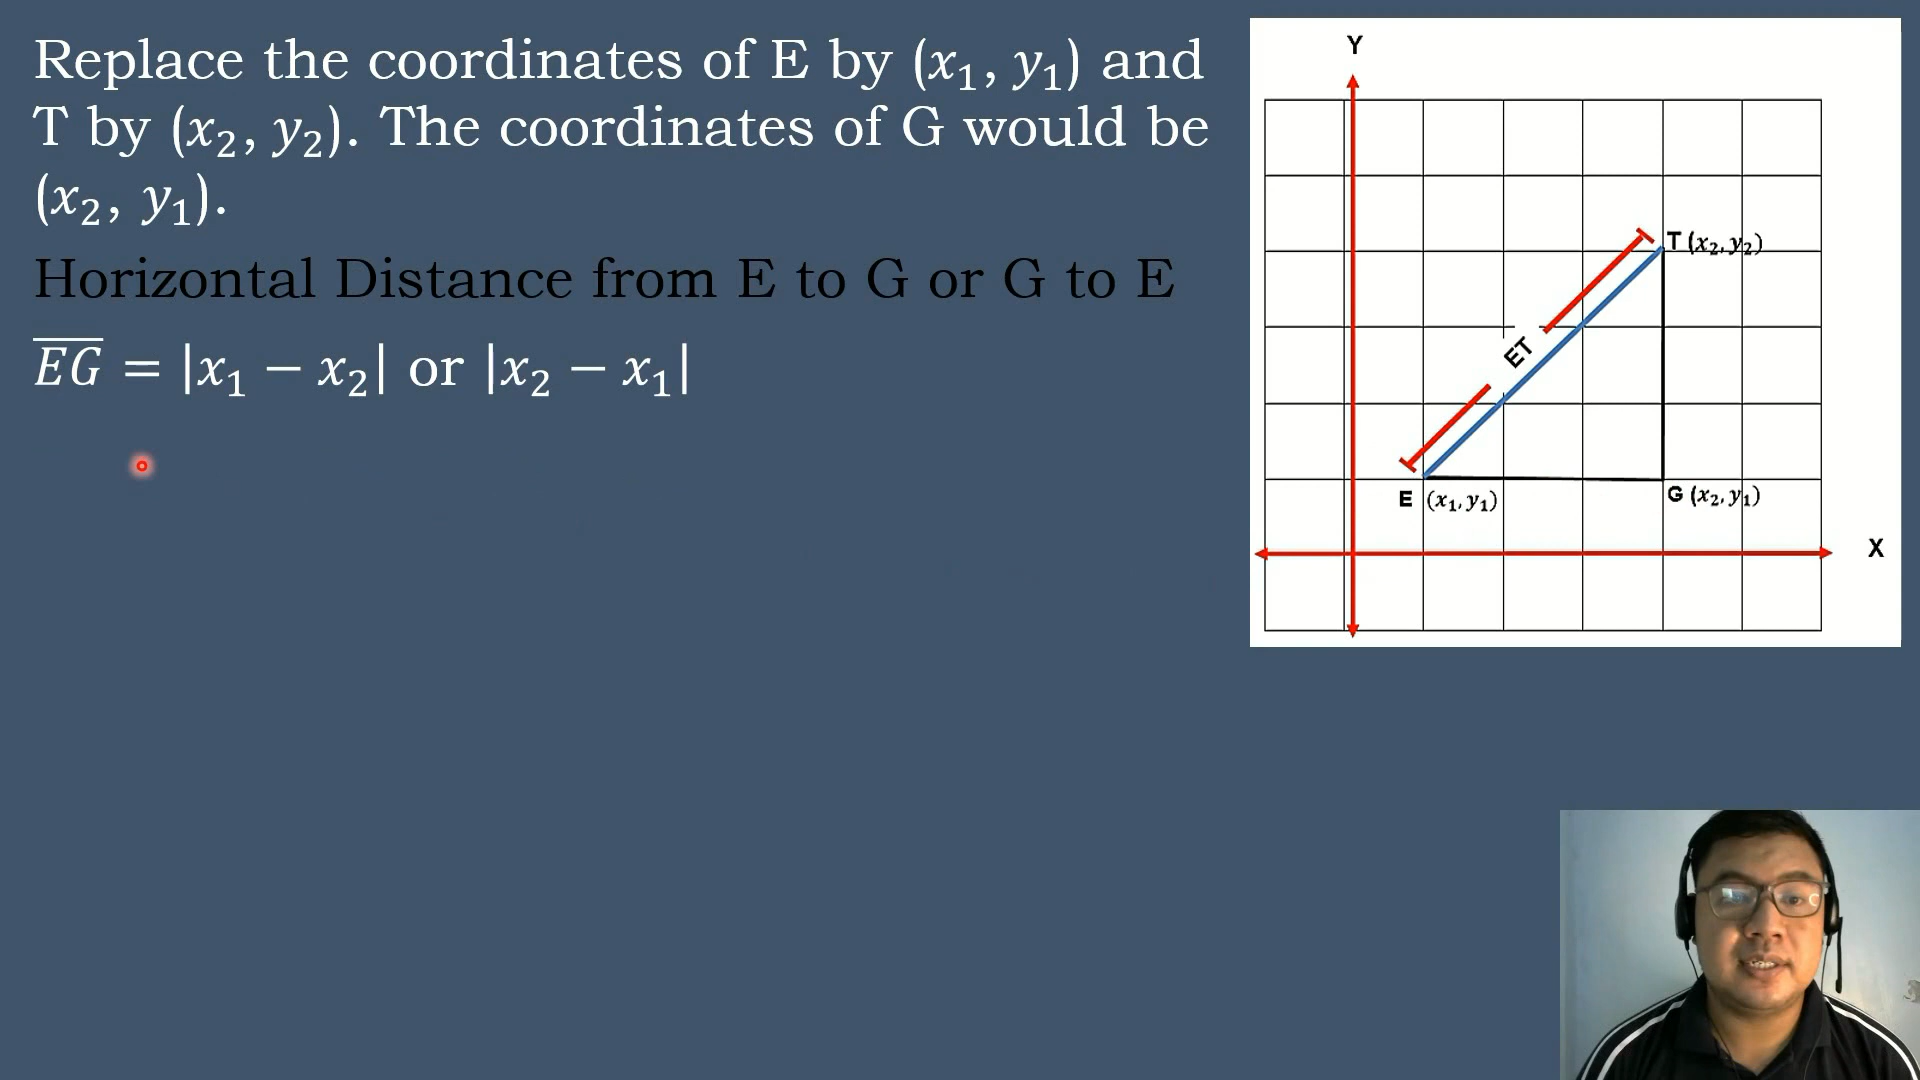 Replace the coordinates of E by (x₁, y₁) and
T by (x₂, y₂). The coordinates of G would be
(x₂, y₁).
Horizontal Distance from E to G or G to E
E̅G̅ = |x₁ − x₂| or |x₂ − x₁|
Y
T (x₂, y₂)
ET
E (x₁, y₁)
G (x₂, y₁)
X